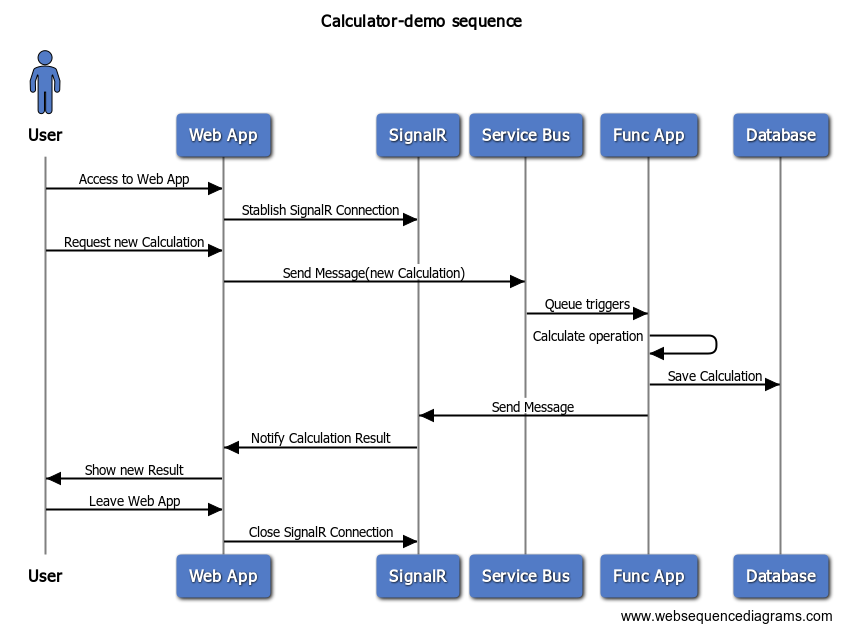 Calculator-demo sequence
User
Web App
SignalR
Service Bus
Func App
Database
Access to Web App
Stablish SignalR Connection
Request new Calculation
Send Message(new Calculation)
Queue triggers
Calculate operation
Save Calculation
Send Message
Notify Calculation Result
Show new Result
Leave Web App
Close SignalR Connection
User
Web App
SignalR
Service Bus
Func App
Database
www.websequencediagrams.com